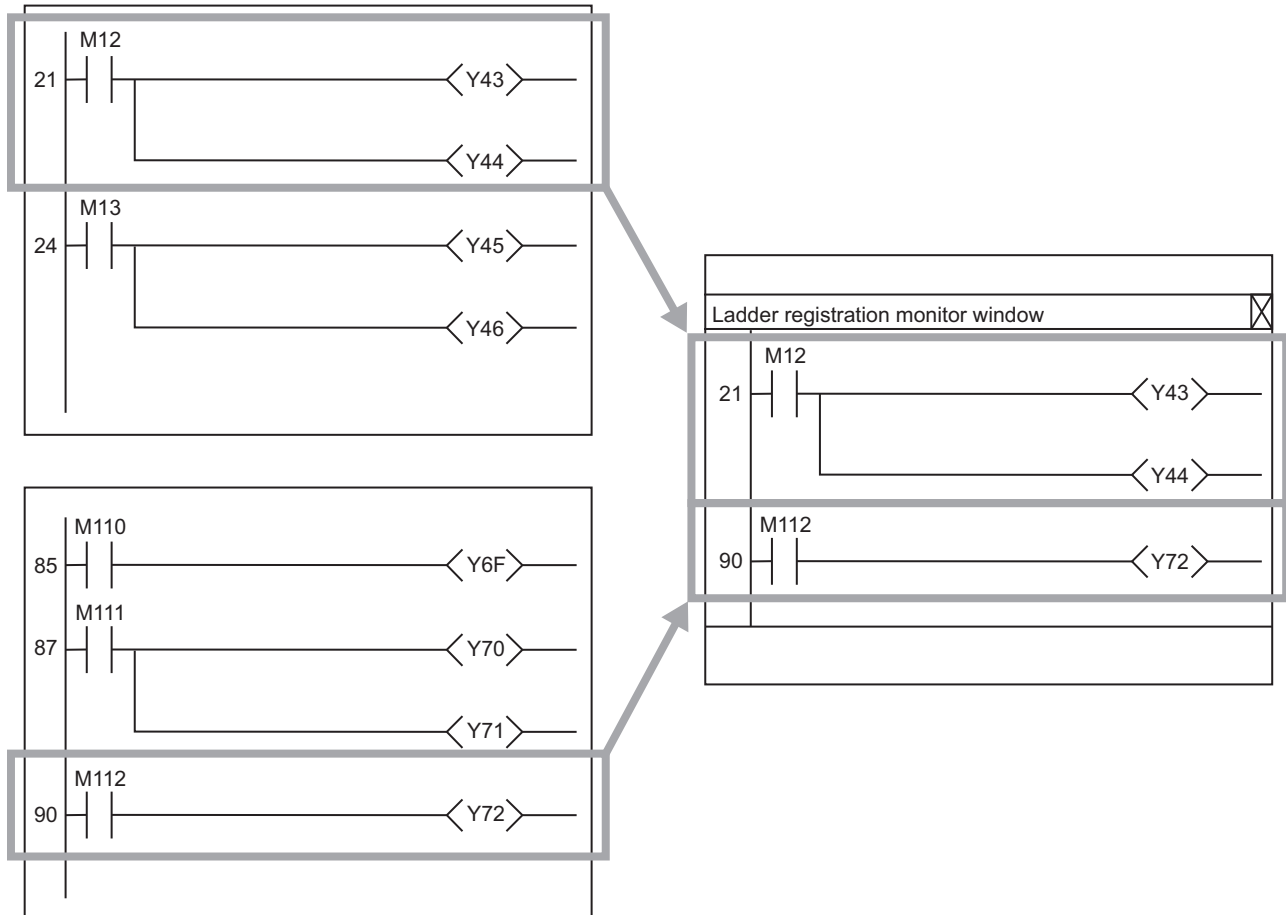 M12
21 Y43
Y44
M13
24 Y45
Y46
M110
85 Y6F
M111
87 Y70
Y71
M112
90 Y72
Ladder registration monitor window
M12
21 Y43
Y44
M112
90 Y72